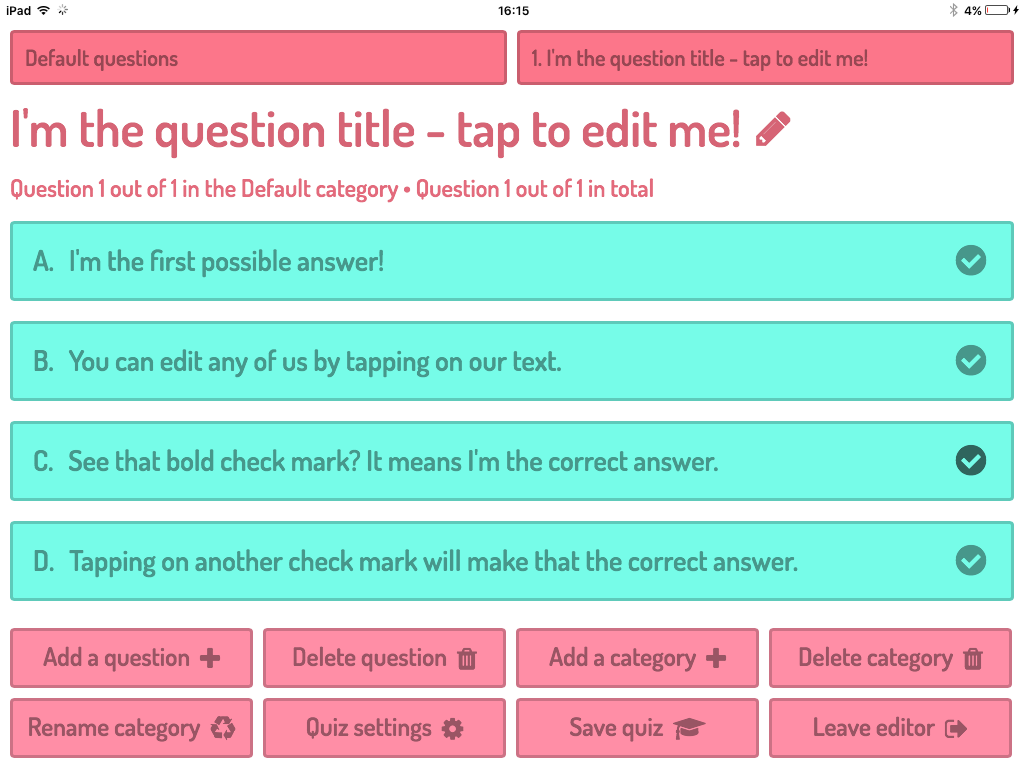 iPad 16:15 4%
Default questions
1. I'm the question title - tap to edit me!
I'm the question title - tap to edit me!
Question 1 out of 1 in the Default category • Question 1 out of 1 in total
A. I'm the first possible answer!
B. You can edit any of us by tapping on our text.
C. See that bold check mark? It means I'm the correct answer.
D. Tapping on another check mark will make that the correct answer.
Add a question
Delete question
Add a category
Delete category
Rename category
Quiz settings
Save quiz
Leave editor